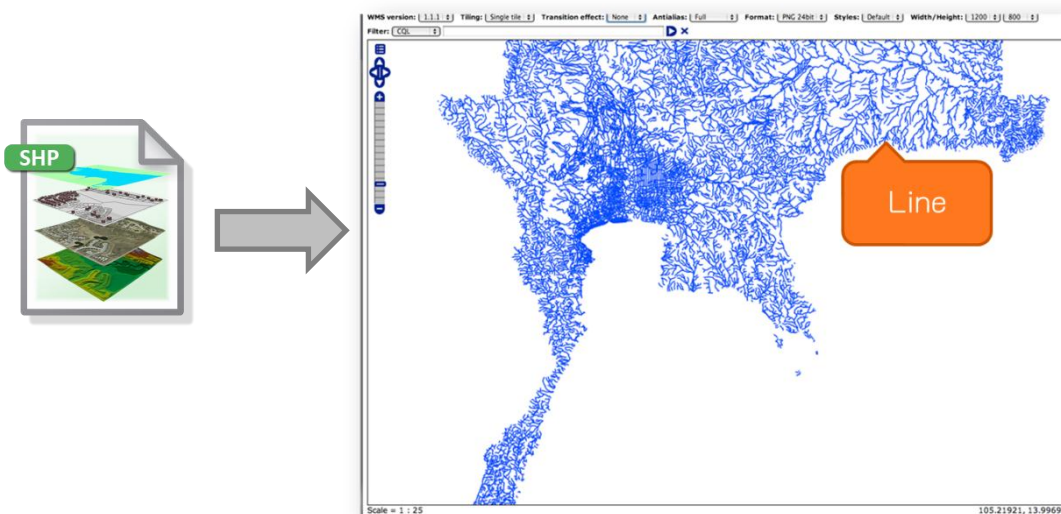 WMS version: 1.1.1 Tiling: Single tile Transition effect: None Antialias: Full Format: PNG 24bit Styles: Default Width/Height: 1200 800
Filter: CQL
SHP
Line
Scale = 1 : 25
105.21921, 13.9969